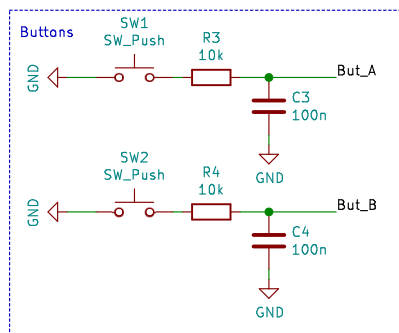 Buttons
SW1
SW_Push
R3
10k
GND
But_A
C3
100n
GND
SW2
SW_Push
R4
10k
GND
But_B
C4
100n
GND